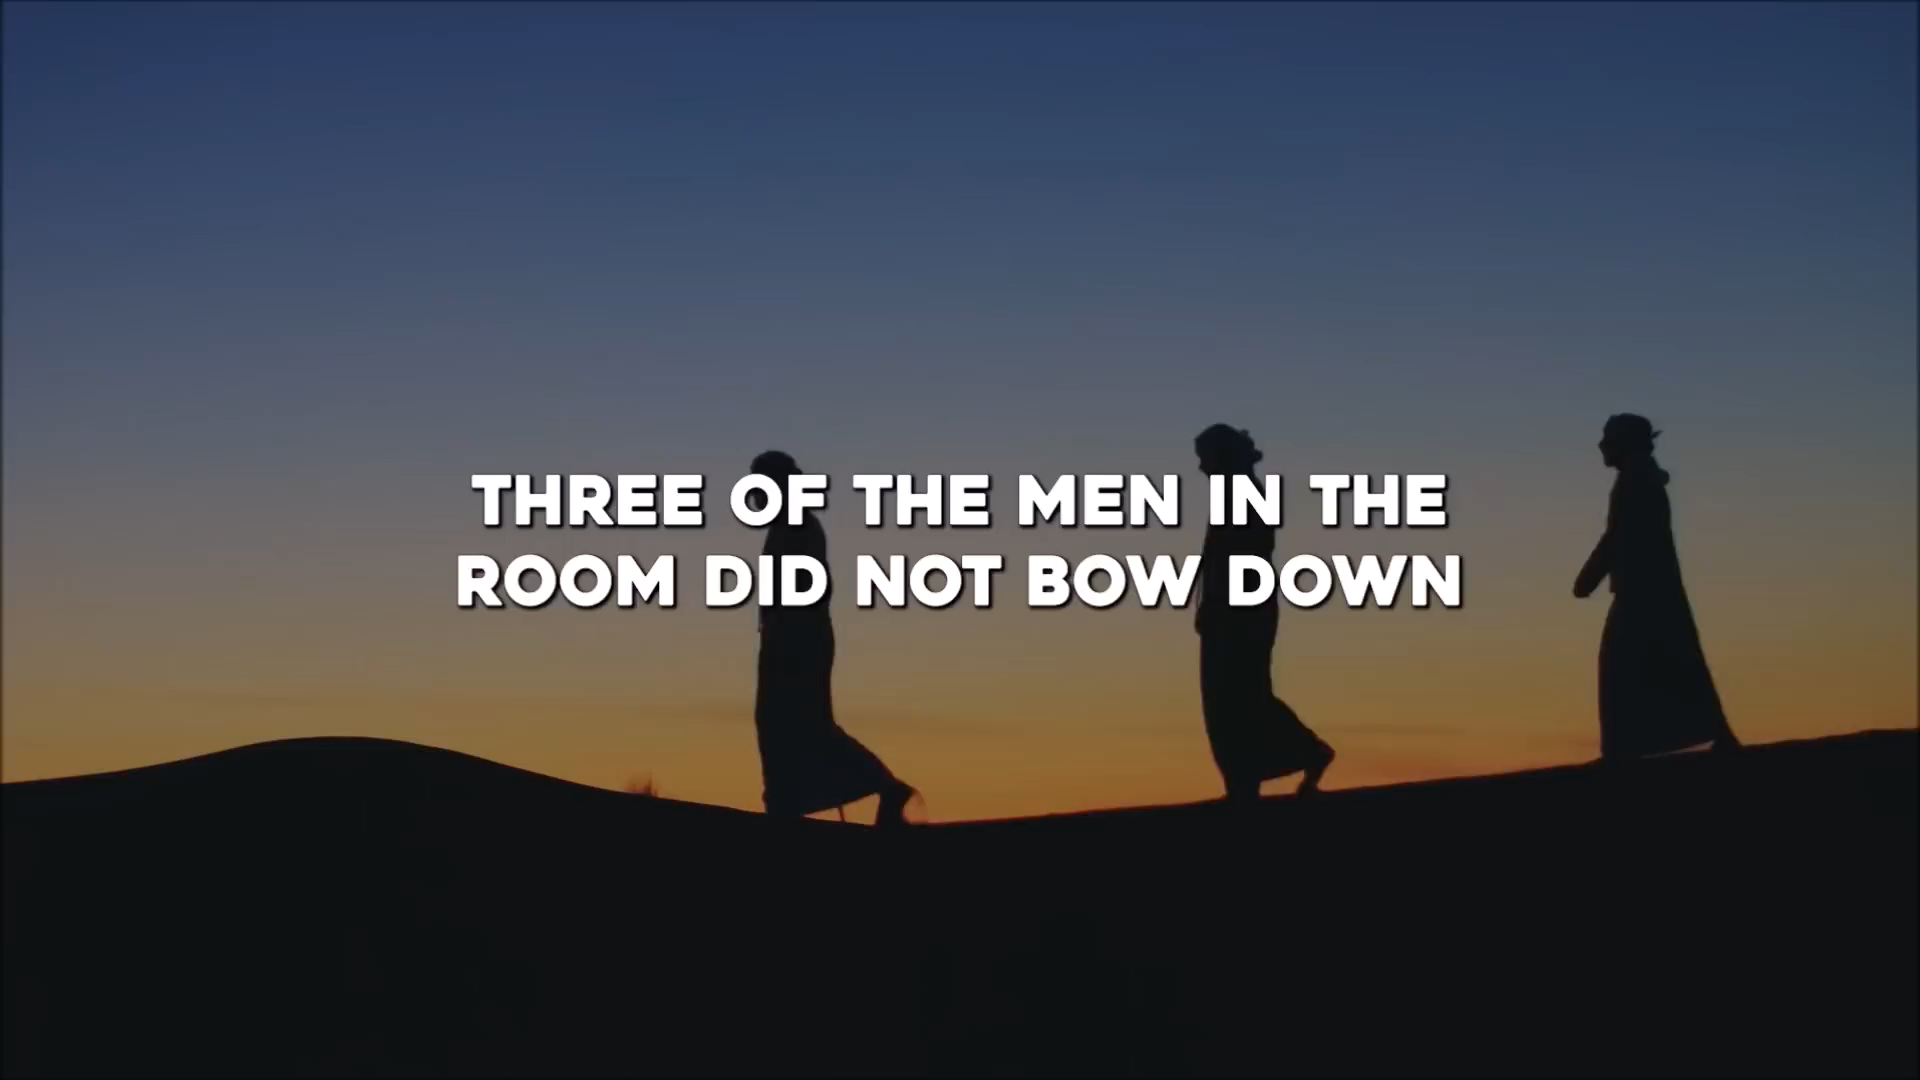 THREE OF THE MEN IN THE
ROOM DID NOT BOW DOWN